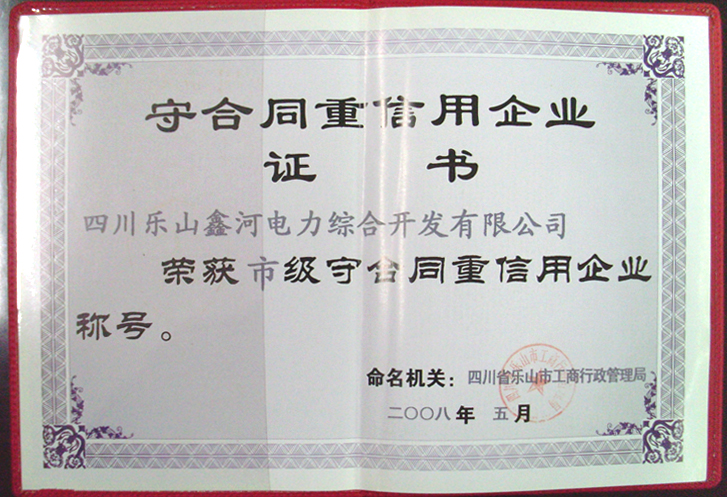 守合同重信用企业
证书
四川乐山鑫河电力综合开发有限公司
荣获市级守合同重信用企业
称号。
命名机关：四川省乐山市工商行政管理局
二〇〇八年五月